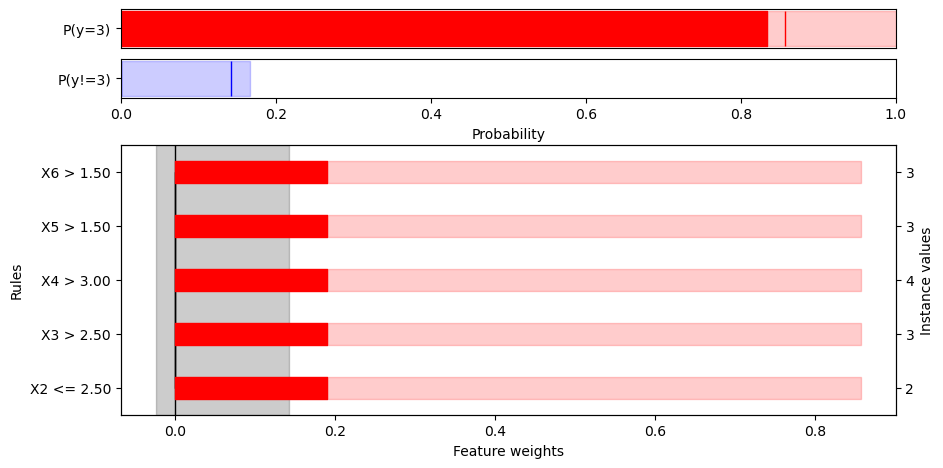 P(y=3)
P(y!=3)
0.0 0.2 0.4 0.6 0.8 1.0
Probability
X6 > 1.50 3
X5 > 1.50 3
X4 > 3.00 4
X3 > 2.50 3
X2 <= 2.50 2
Rules
Instance values
0.0 0.2 0.4 0.6 0.8
Feature weights